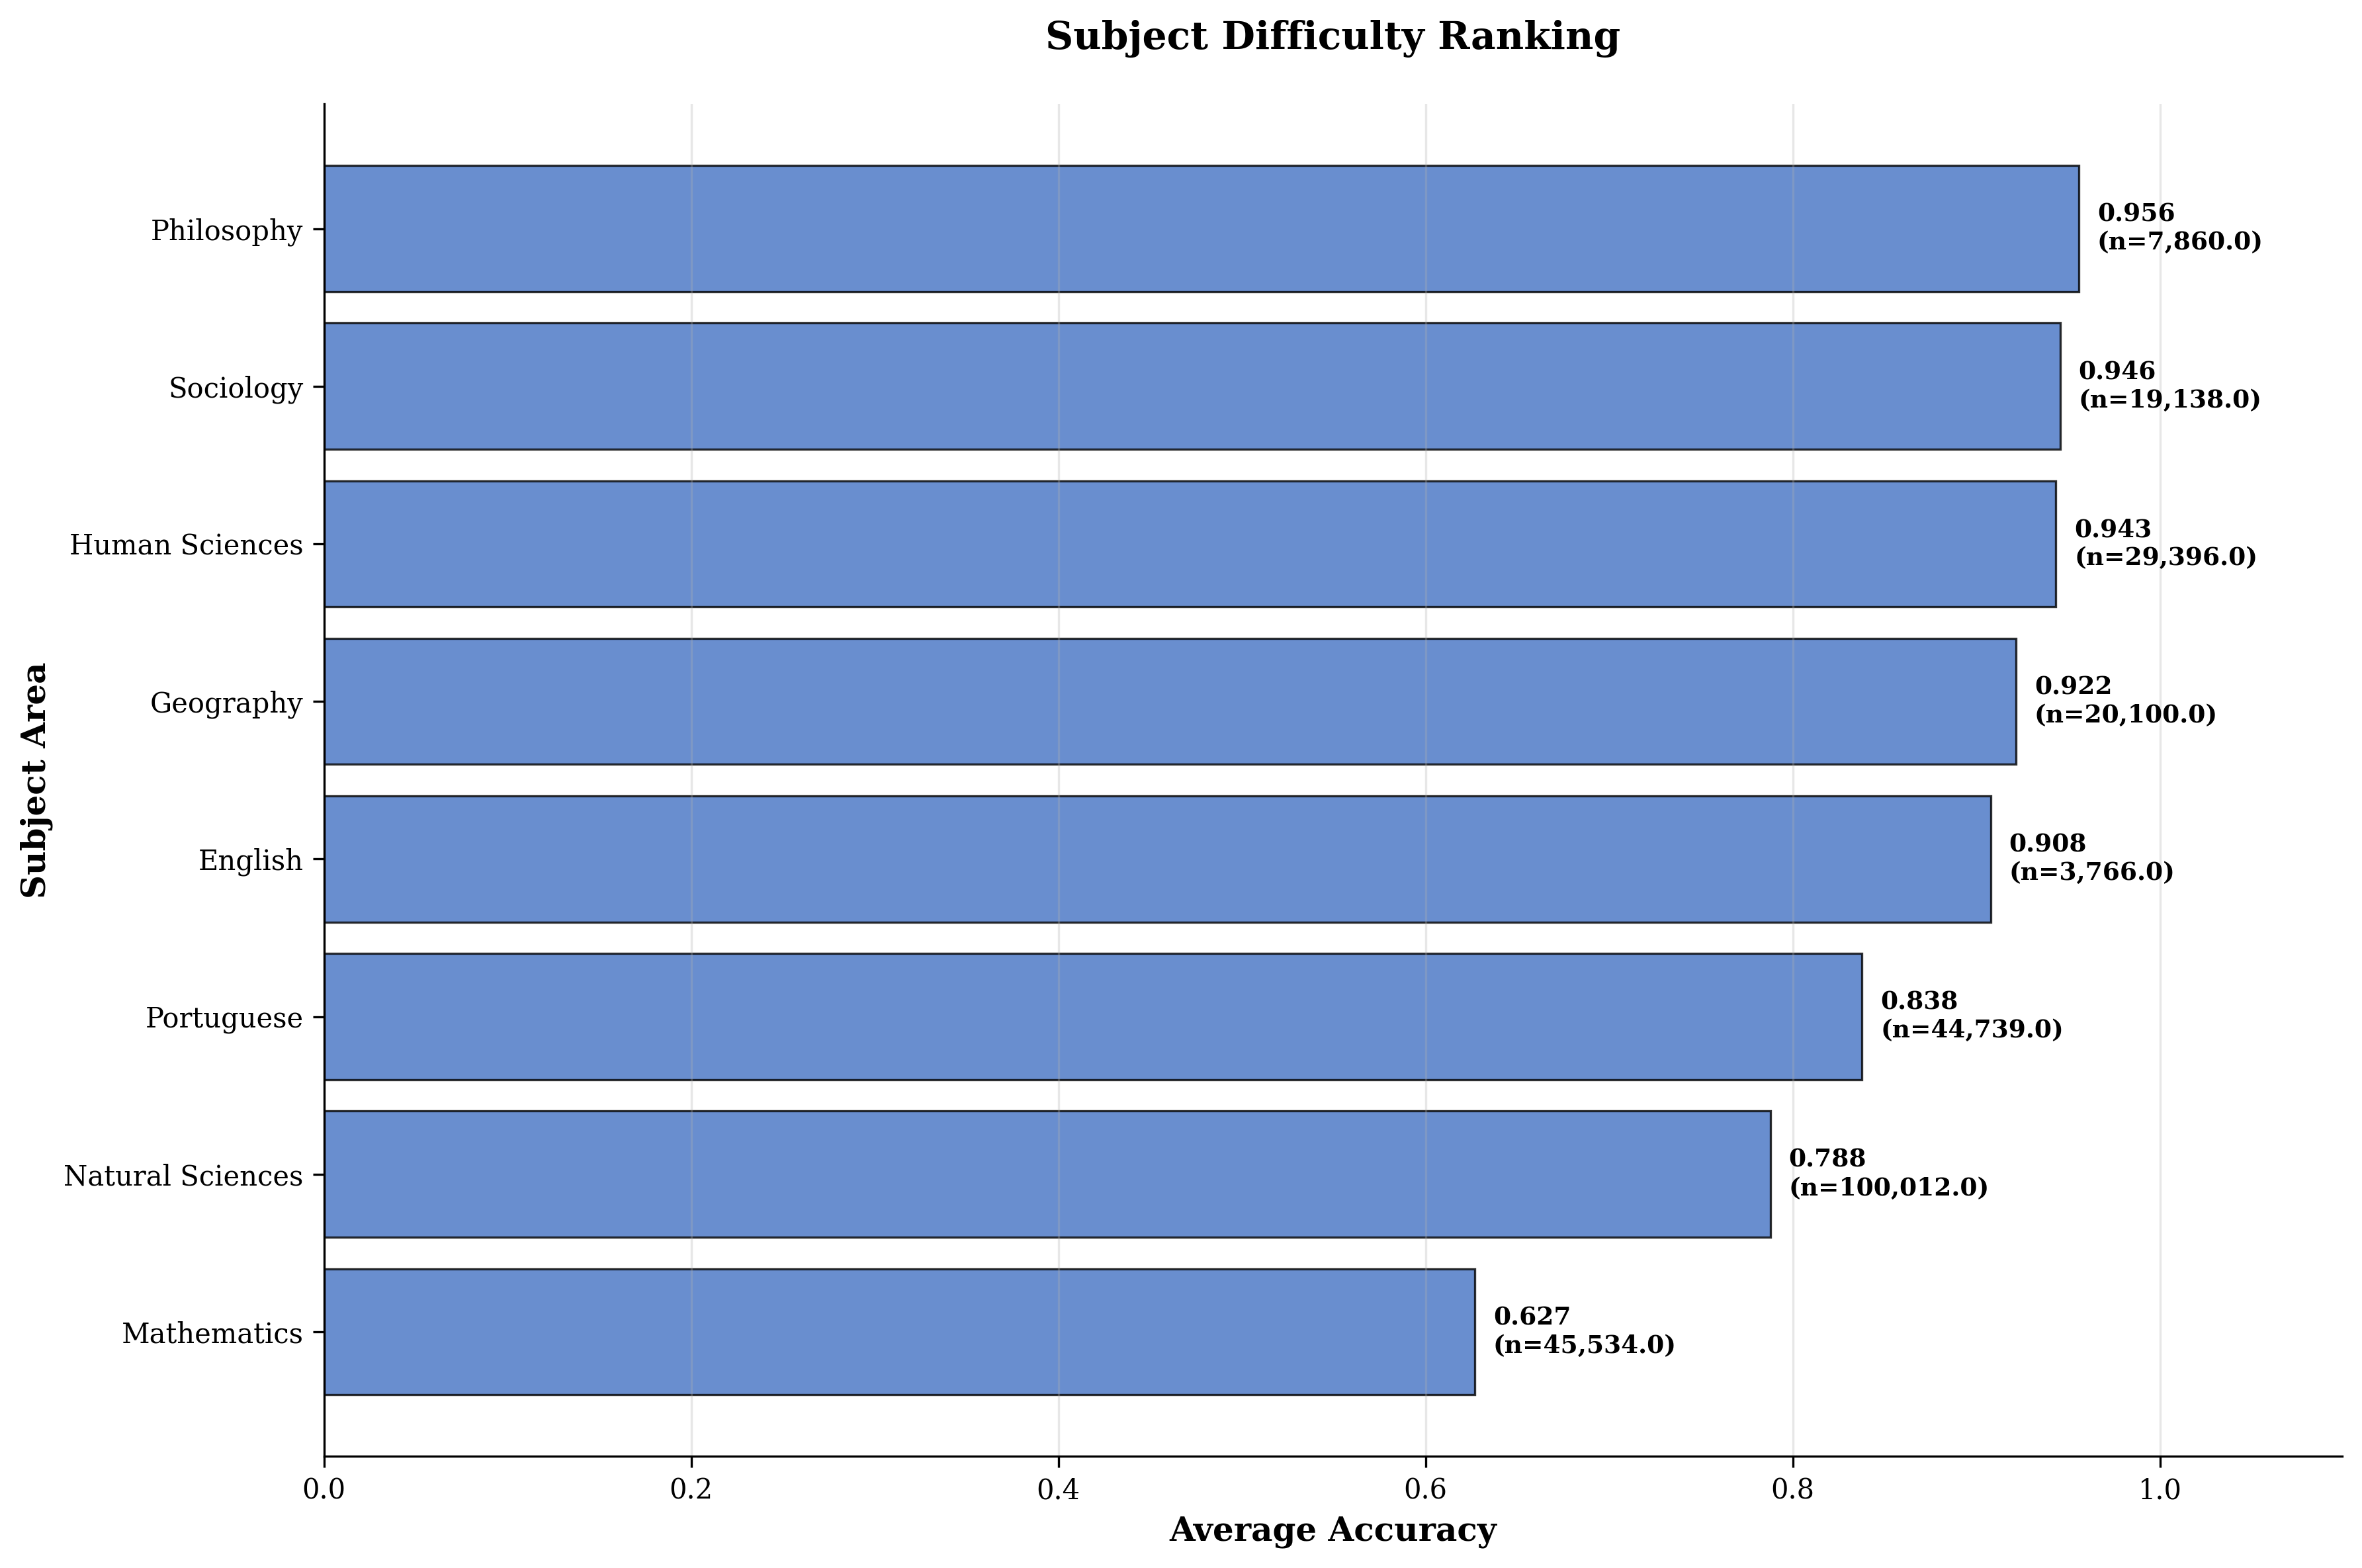 Subject Difficulty Ranking
Subject Area
Philosophy
0.956
(n=7,860.0)
Sociology
0.946
(n=19,138.0)
Human Sciences
0.943
(n=29,396.0)
Geography
0.922
(n=20,100.0)
English
0.908
(n=3,766.0)
Portuguese
0.838
(n=44,739.0)
Natural Sciences
0.788
(n=100,012.0)
Mathematics
0.627
(n=45,534.0)
0.0 0.2 0.4 0.6 0.8 1.0
Average Accuracy